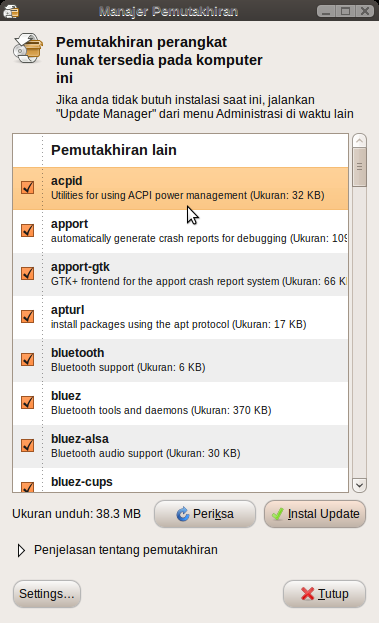 Manajer Pemutakhiran
Pemutakhiran perangkat
lunak tersedia pada komputer
ini
Jika anda tidak butuh instalasi saat ini, jalankan
"Update Manager" dari menu Administrasi di waktu lain
Pemutakhiran lain
acpid
Utilities for using ACPI power management (Ukuran: 32 KB)
apport
automatically generate crash reports for debugging (Ukuran: 109
apport-gtk
GTK+ frontend for the apport crash report system (Ukuran: 66 K
apturl
install packages using the apt protocol (Ukuran: 17 KB)
bluetooth
Bluetooth support (Ukuran: 6 KB)
bluez
Bluetooth tools and daemons (Ukuran: 370 KB)
bluez-alsa
Bluetooth audio support (Ukuran: 30 KB)
bluez-cups
Ukuran unduh: 38.3 MB
Periksa
Instal Update
Penjelasan tentang pemutakhiran
Settings...
Tutup